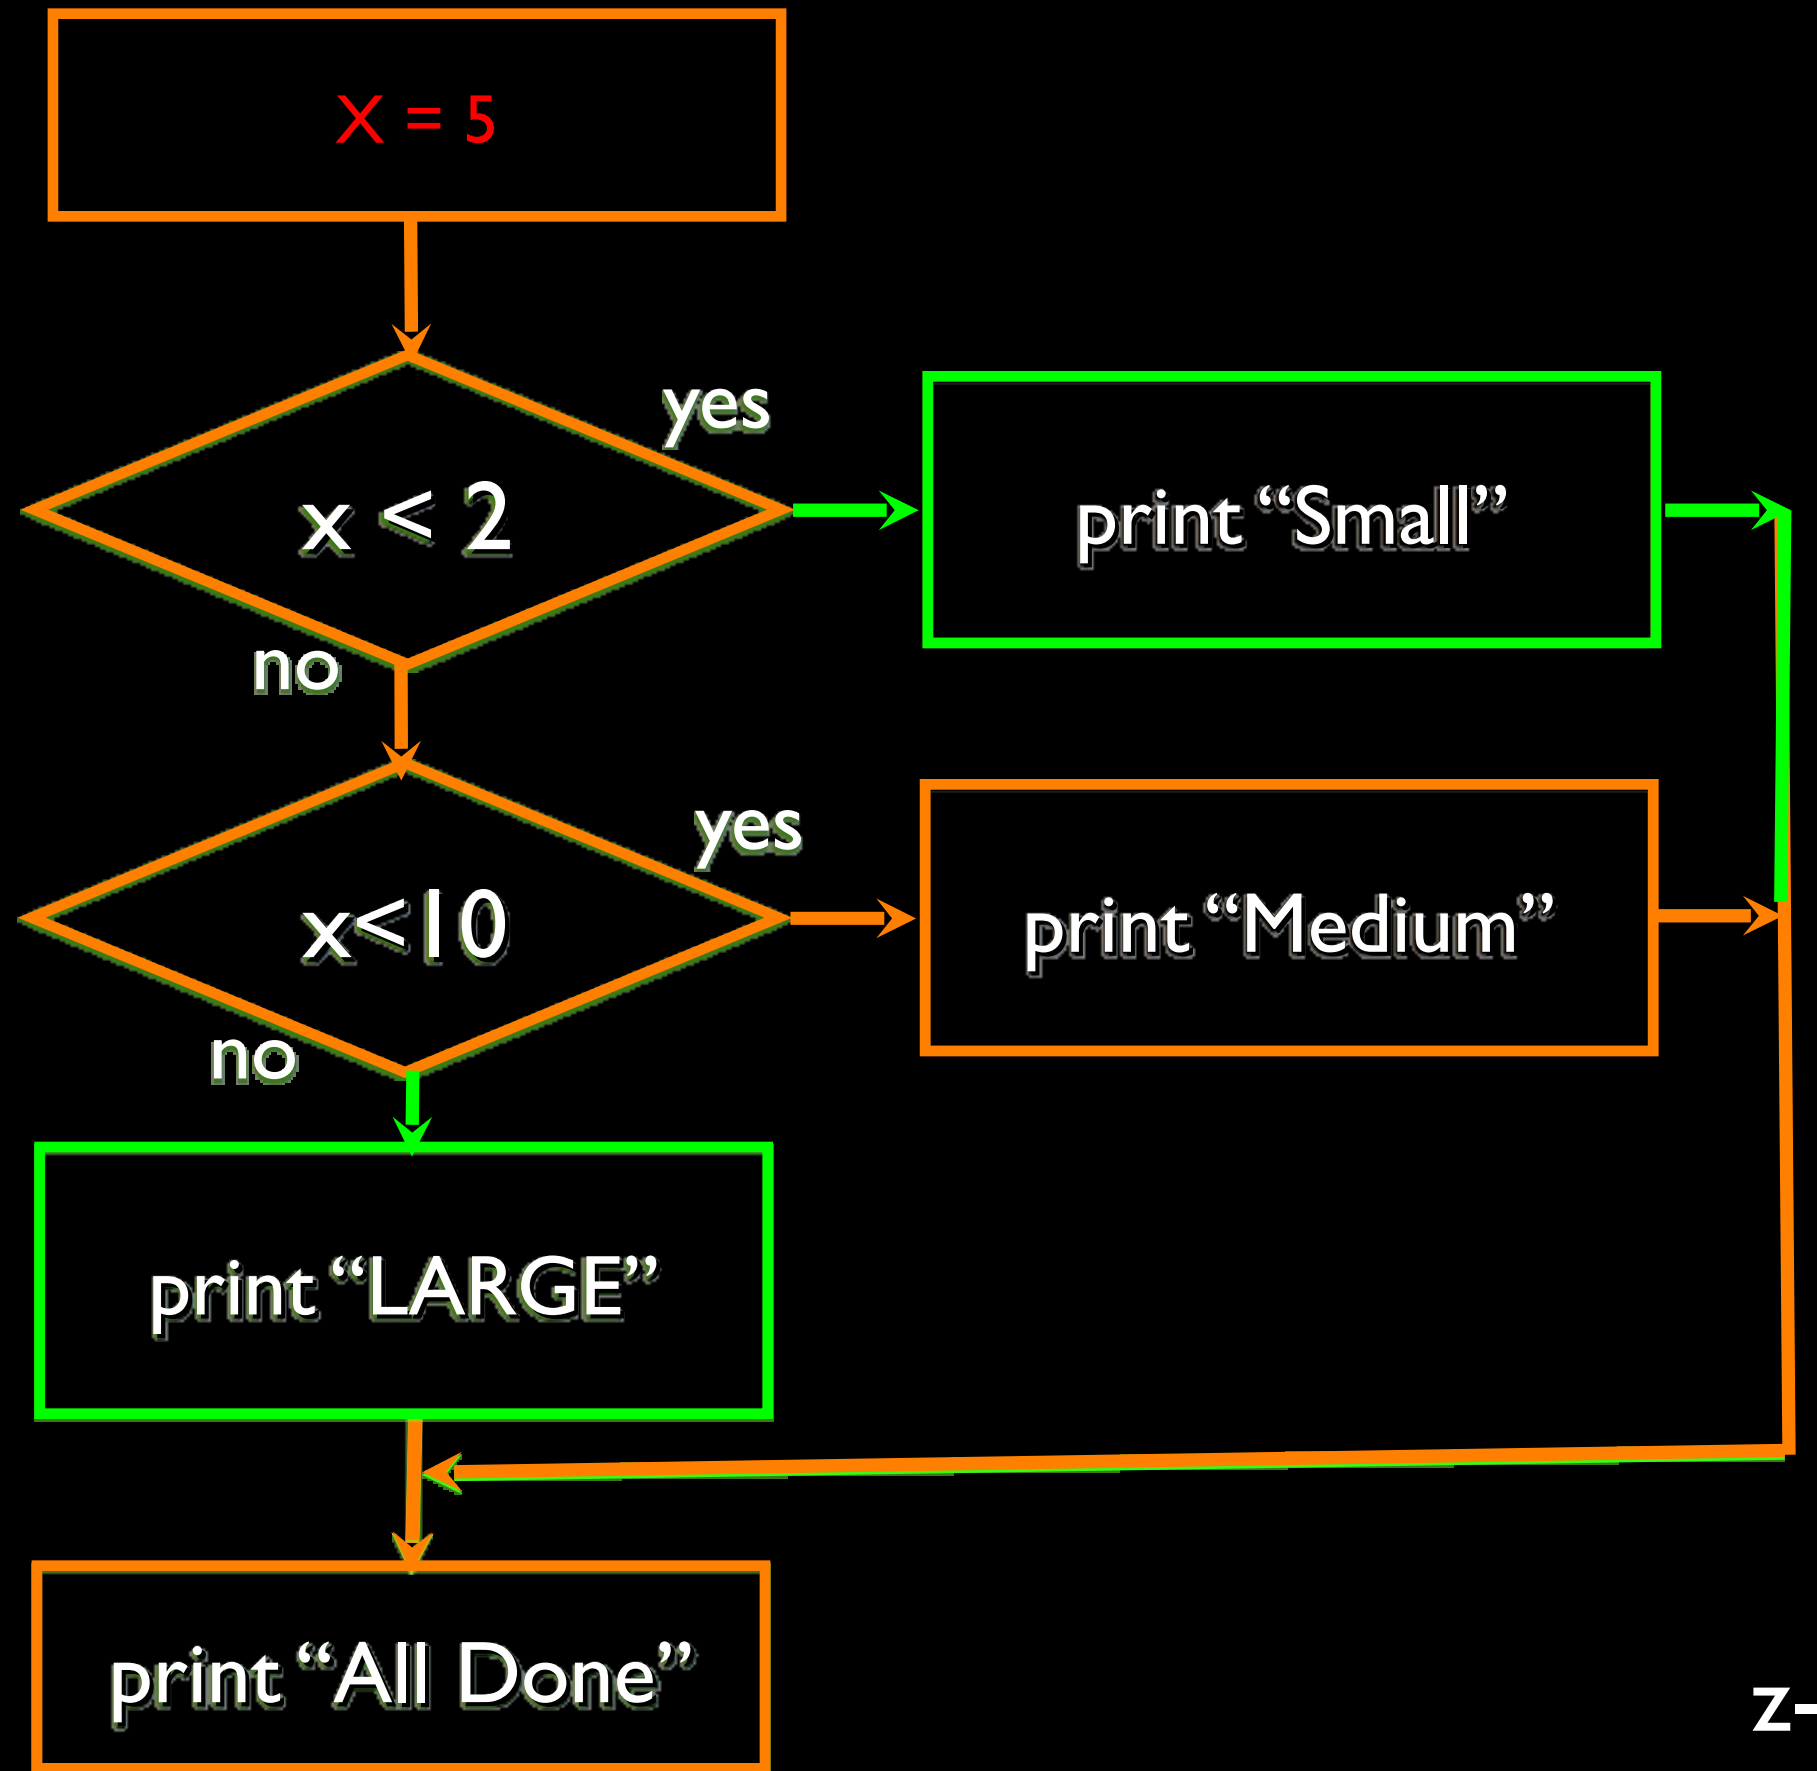 X = 5
yes
x < 2
print “Small”
no
yes
x<10
print “Medium”
no
print “LARGE”
print “All Done”
z-